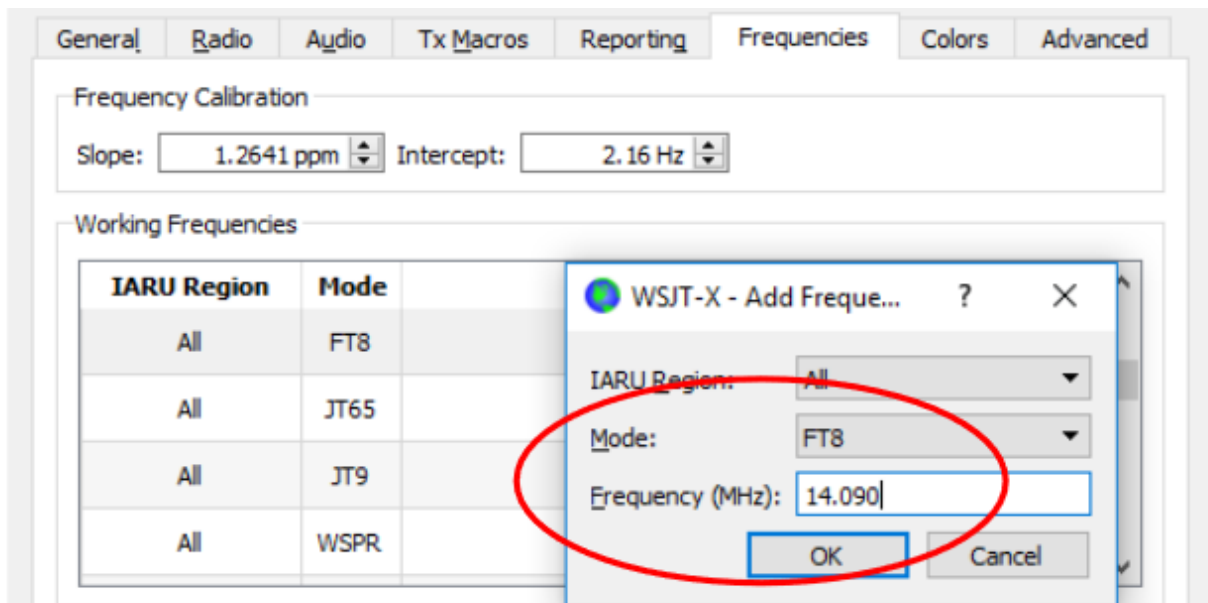 General Radio Audio Tx Macros Reporting Frequencies Colors Advanced
Frequency Calibration
Slope: 1.2641 ppm Intercept: 2.16 Hz
Working Frequencies
IARU Region Mode
All FT8
All JT65
All JT9
All WSPR
WSJT-X - Add Freque... ? ×
IARU Region: All
Mode: FT8
Frequency (MHz): 14.090
OK Cancel